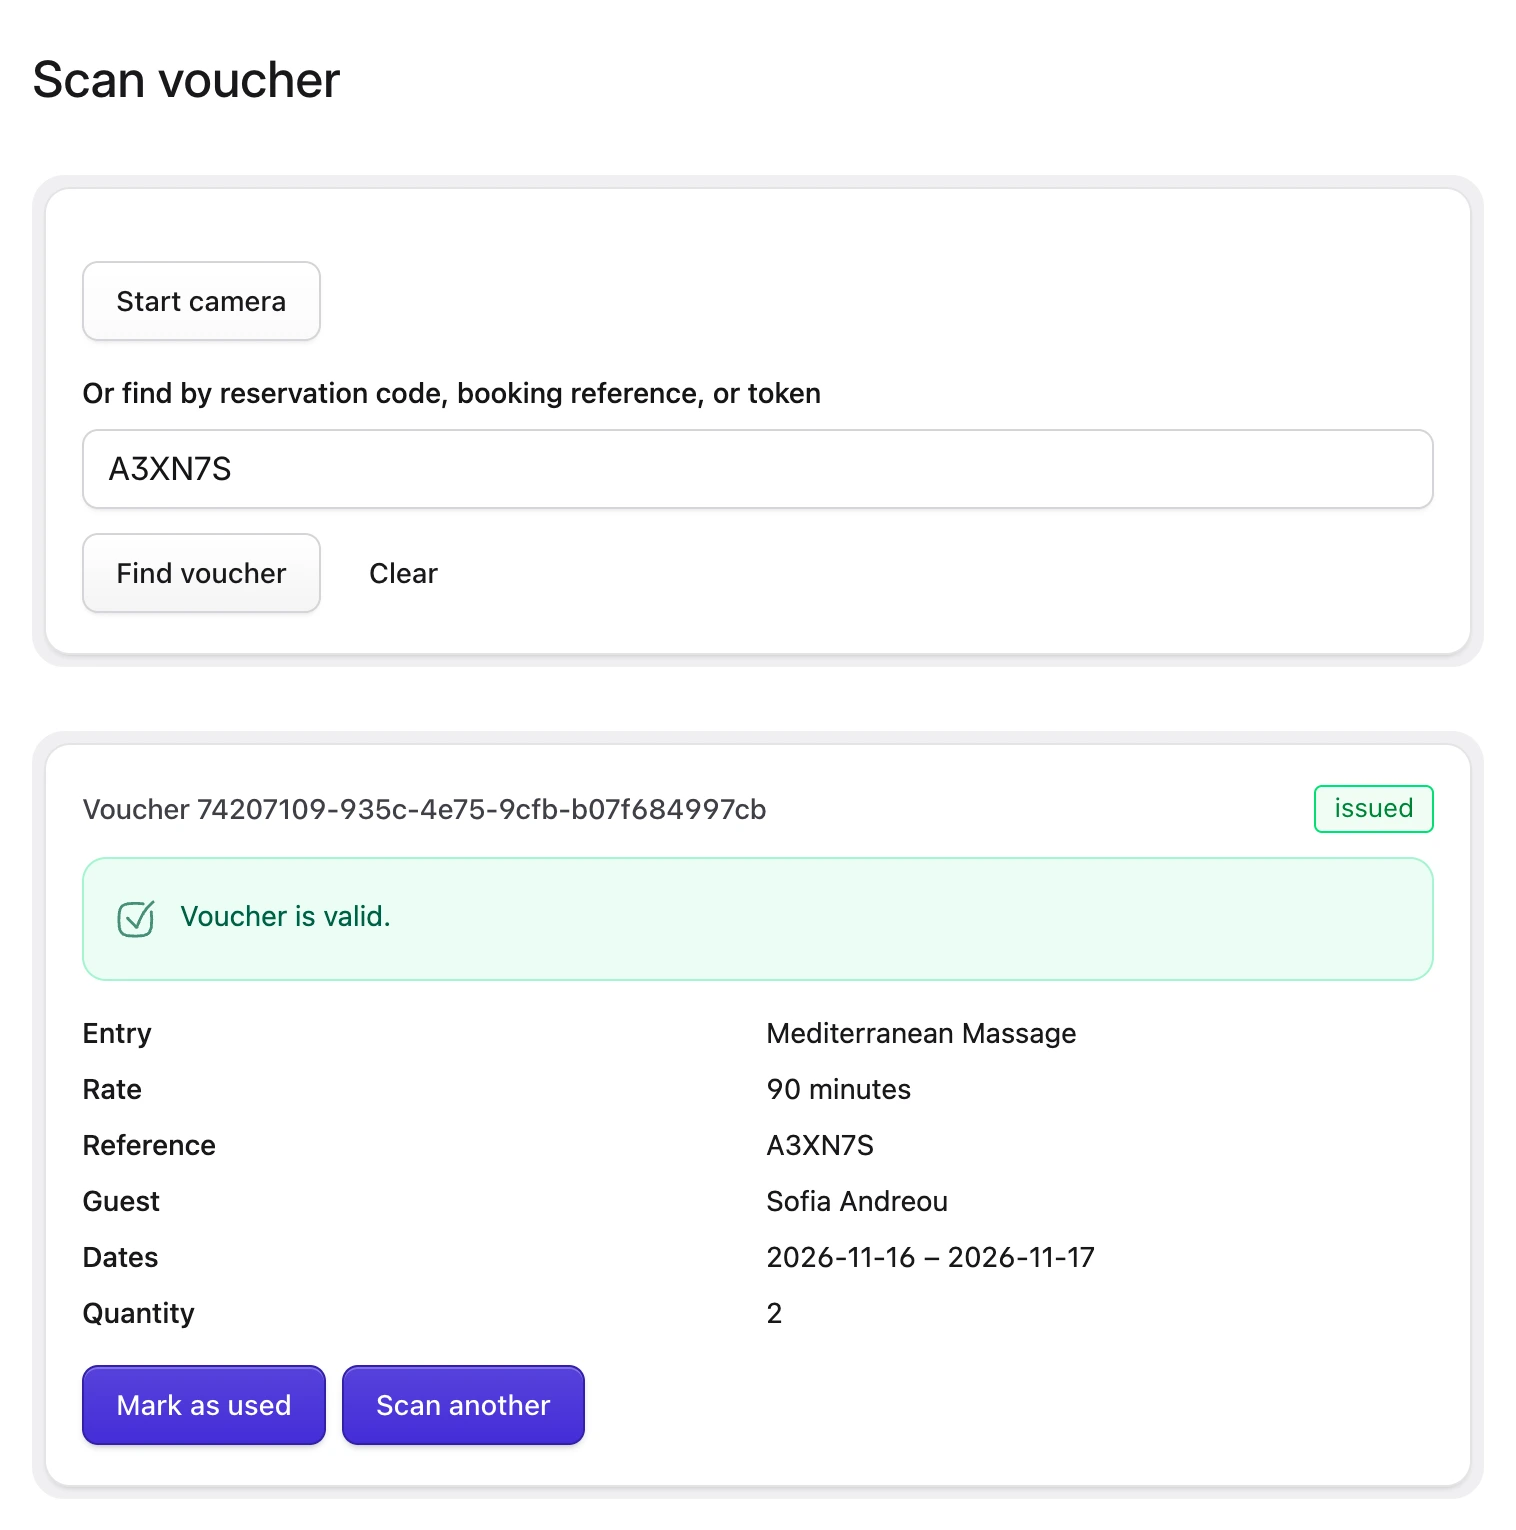 Scan voucher
Start camera
Or find by reservation code, booking reference, or token
A3XN7S
Find voucher Clear
Voucher 74207109-935c-4e75-9cfb-b07f684997cb issued
Voucher is valid.
Entry Mediterranean Massage
Rate 90 minutes
Reference A3XN7S
Guest Sofia Andreou
Dates 2026-11-16 – 2026-11-17
Quantity 2
Mark as used Scan another